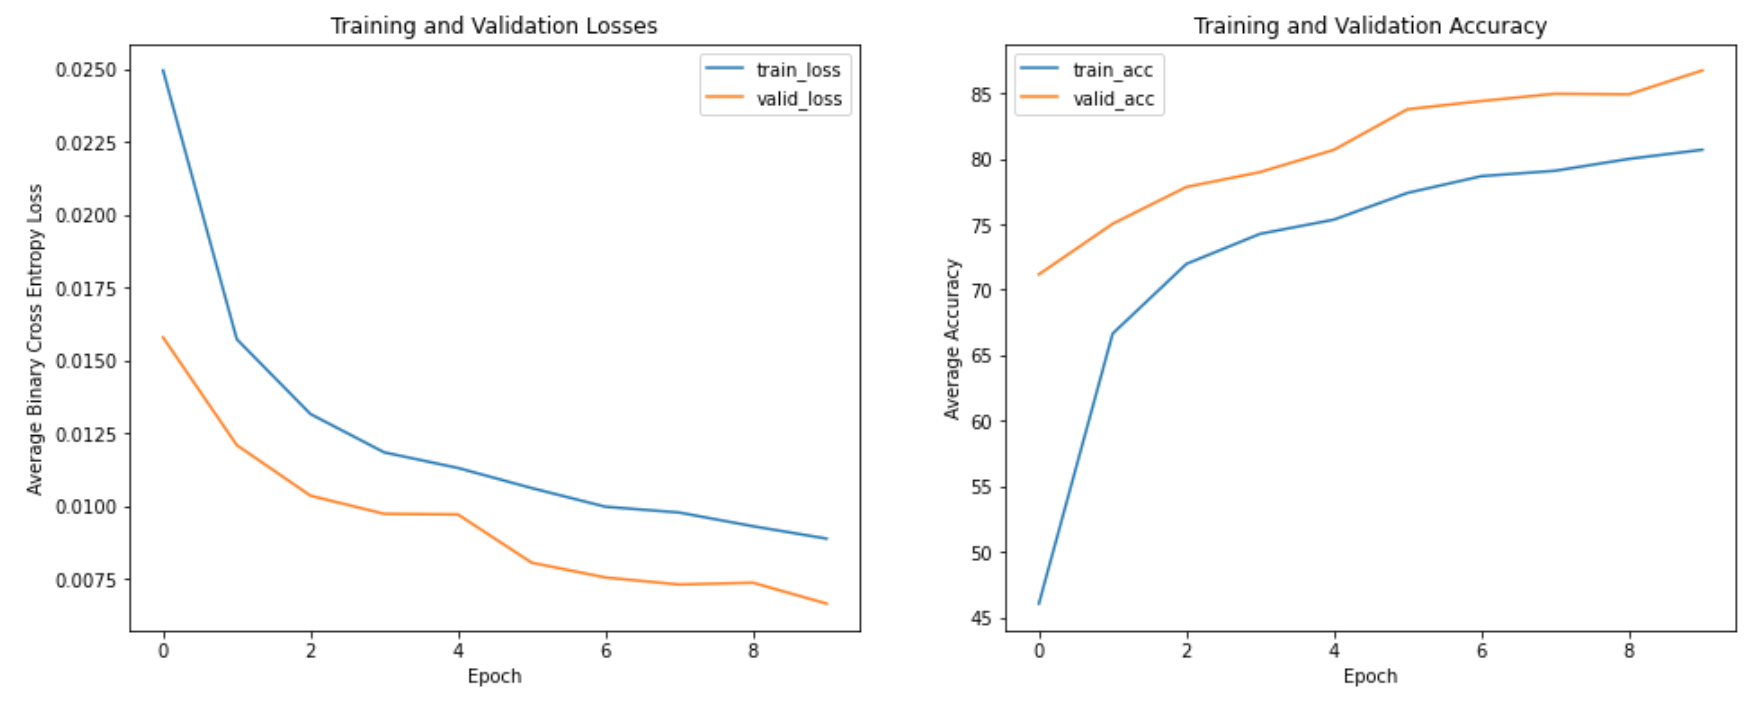 Training and Validation Losses
train_loss
valid_loss
Average Binary Cross Entropy Loss
0.0250
0.0225
0.0200
0.0175
0.0150
0.0125
0.0100
0.0075
0
2
4
6
8
Epoch
Training and Validation Accuracy
train_acc
valid_acc
Average Accuracy
85
80
75
70
65
60
55
50
45
0
2
4
6
8
Epoch